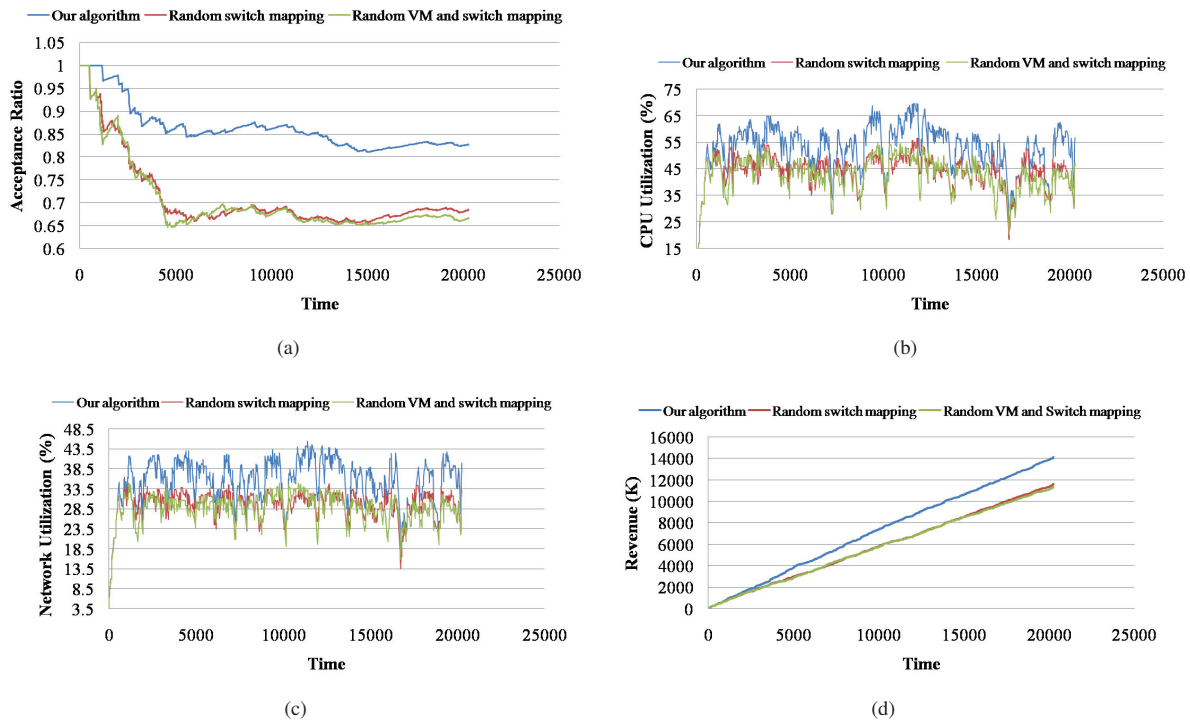 Our algorithm Random switch mapping Random VM and switch mapping
1.05
1
0.95
0.9
0.85
0.8
0.75
0.7
0.65
0.6
Acceptance Ratio
0 5000 10000 15000 20000 25000
Time
(a)
Our algorithm Random switch mapping Random VM and switch mapping
75
65
55
45
35
25
15
CPU Utilization (%)
0 5000 10000 15000 20000 25000
Time
(b)
Our algorithm Random switch mapping Random VM and switch mapping
48.5
43.5
38.5
33.5
28.5
23.5
18.5
13.5
8.5
3.5
Network Utilization (%)
0 5000 10000 15000 20000 25000
Time
(c)
Our algorithm Random switch mapping Random VM and Switch mapping
16000
14000
12000
10000
8000
6000
4000
2000
0
Revenue (K)
0 5000 10000 15000 20000 25000
Time
(d)